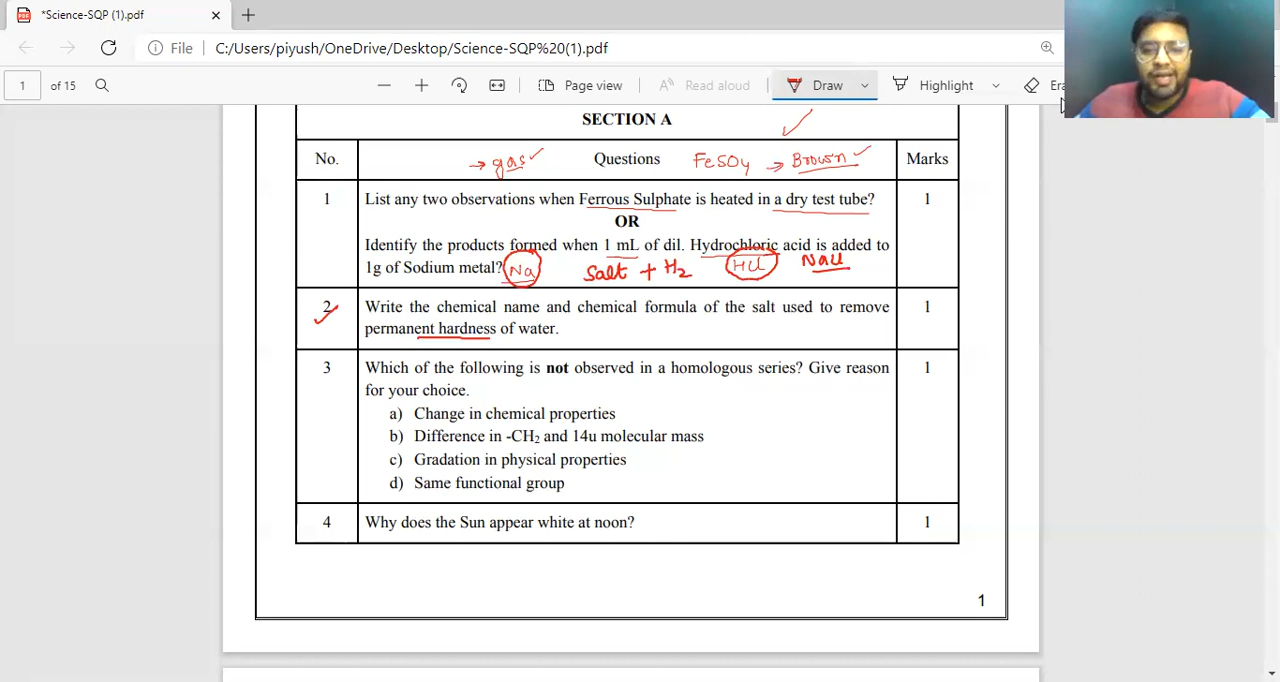 *Science-SQP (1).pdf
File C:/Users/piyush/OneDrive/Desktop/Science-SQP%20(1).pdf
1 of 15 Page view Read aloud Draw Highlight Era
SECTION A
No. → gas Questions FeSO4 → Brown Marks
1 List any two observations when Ferrous Sulphate is heated in a dry test tube? 1
OR
Identify the products formed when 1 mL of dil. Hydrochloric acid is added to
1g of Sodium metal? Na Salt + H2 HCl NaCl
2 Write the chemical name and chemical formula of the salt used to remove 1
permanent hardness of water.
3 Which of the following is not observed in a homologous series? Give reason 1
for your choice.
a) Change in chemical properties
b) Difference in -CH2 and 14u molecular mass
c) Gradation in physical properties
d) Same functional group
4 Why does the Sun appear white at noon? 1
1